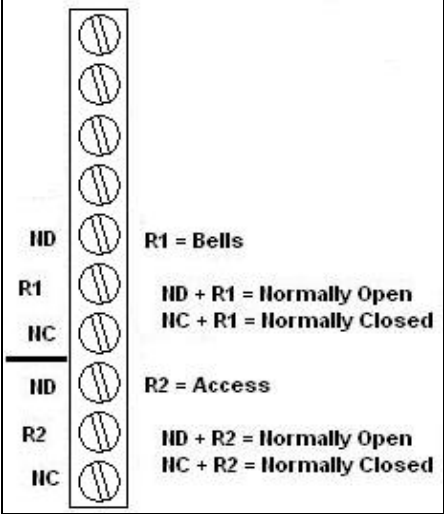 ND R1 = Bells
R1 ND + R1 = Normally Open
NC NC + R1 = Normally Closed
ND R2 = Access
R2 ND + R2 = Normally Open
NC NC + R2 = Normally Closed